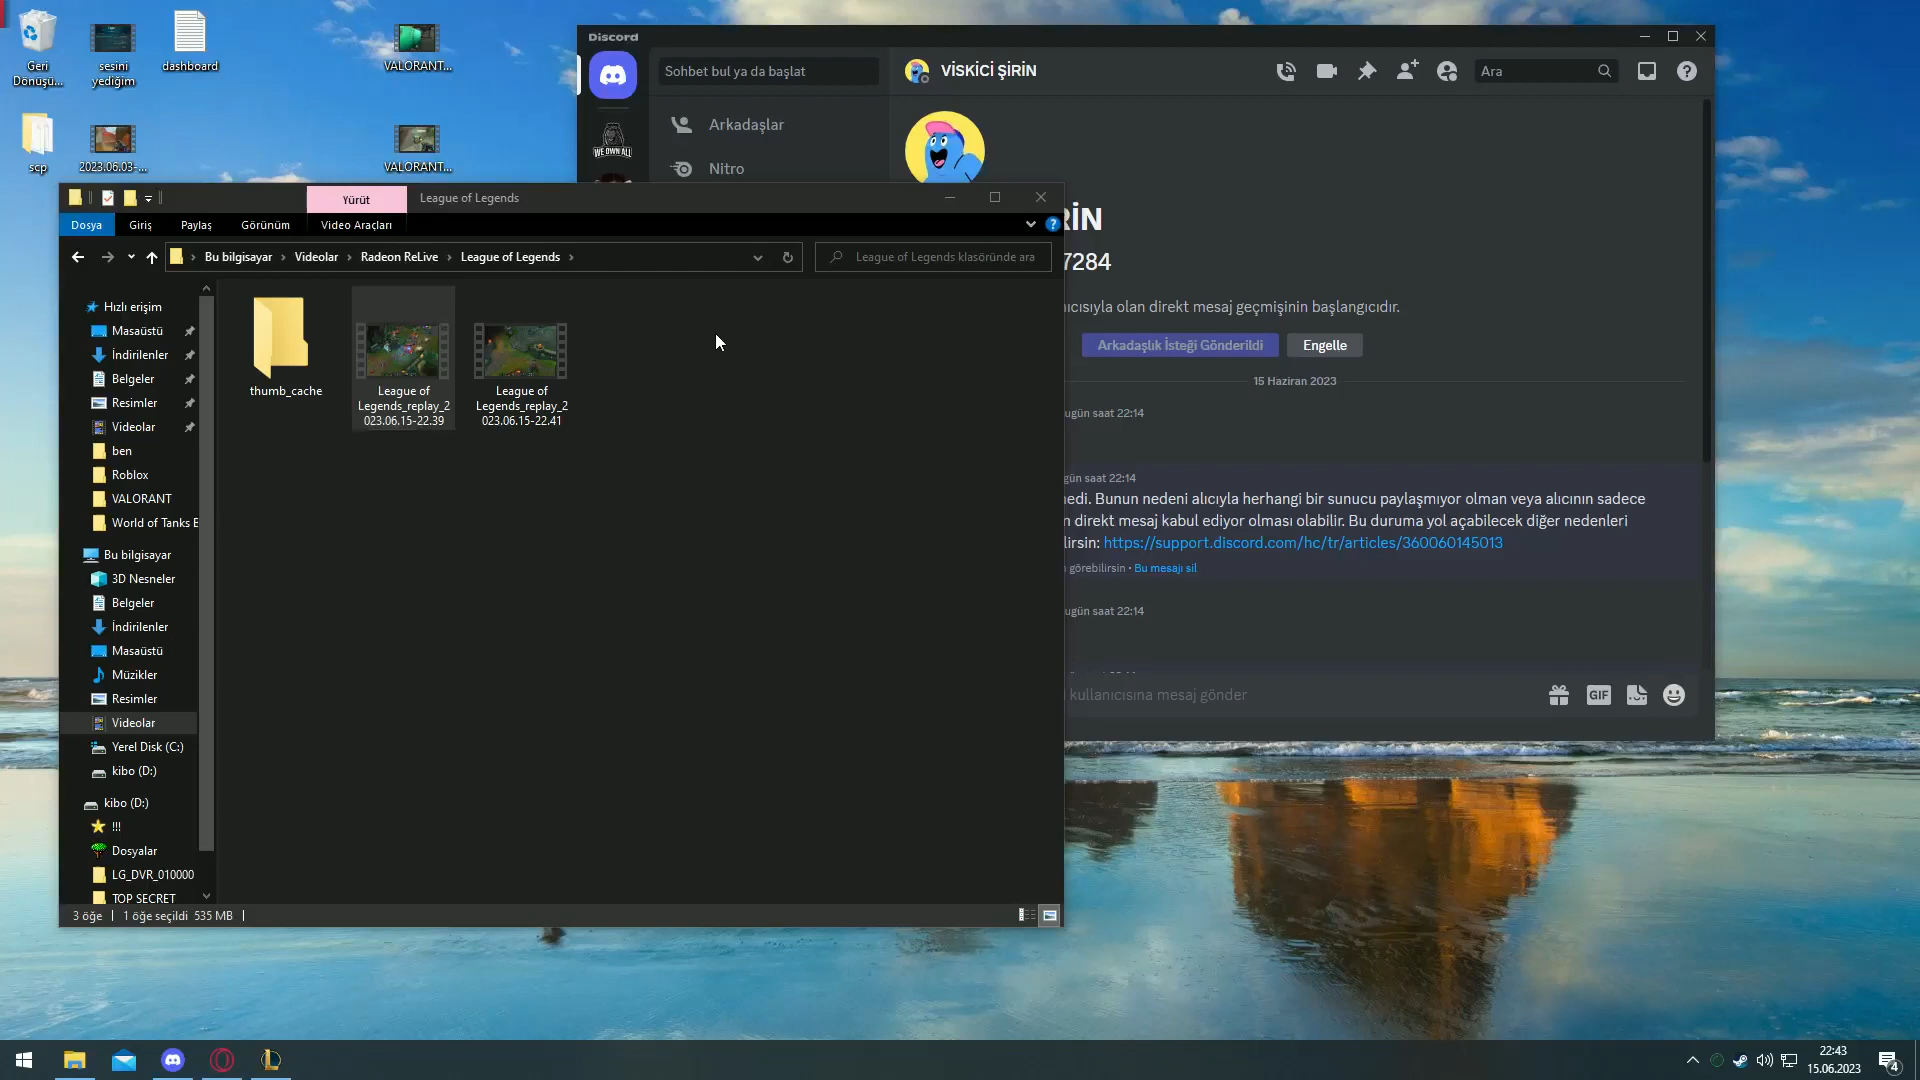 Geri
Dönüşü...
sesini
yediğim
dashboard
VALORANT...
scp
2023.06.03-...
VALORANT...
Discord
Sohbet bul ya da başlat
VİSKİCİ ŞİRİN
Ara
WE OWN ALL
Arkadaşlar
Nitro
Yürüt
League of Legends
Dosya
Giriş
Paylaş
Görünüm
Video Araçları
Bu bilgisayar
Videolar
Radeon ReLive
League of Legends
League of Legends klasöründe ara
Hızlı erişim
Masaüstü
İndirilenler
Belgeler
Resimler
Videolar
ben
Roblox
VALORANT
World of Tanks E
Bu bilgisayar
3D Nesneler
Belgeler
İndirilenler
Masaüstü
Müzikler
Resimler
Videolar
Yerel Disk (C:)
kibo (D:)
kibo (D:)
!!!
Dosyalar
LG_DVR_010000
TOP SECRET
thumb_cache
League of
Legends_replay_2
023.06.15-22.39
League of
Legends_replay_2
023.06.15-22.41
3 öğe
1 öğe seçildi 535 MB
RİN
7284
ıcısıyla olan direkt mesaj geçmişinin başlangıcıdır.
Arkadaşlık İsteği Gönderildi
Engelle
15 Haziran 2023
ugün saat 22:14
gün saat 22:14
nedi. Bunun nedeni alıcıyla herhangi bir sunucu paylaşmıyor olman veya alıcının sadece
n direkt mesaj kabul ediyor olması olabilir. Bu duruma yol açabilecek diğer nedenleri
lirsin: https://support.discord.com/hc/tr/articles/360060145013
görebilirsin • Bu mesajı sil
ugün saat 22:14
kullanıcısına mesaj gönder
GIF
22:43
15.06.2023
4